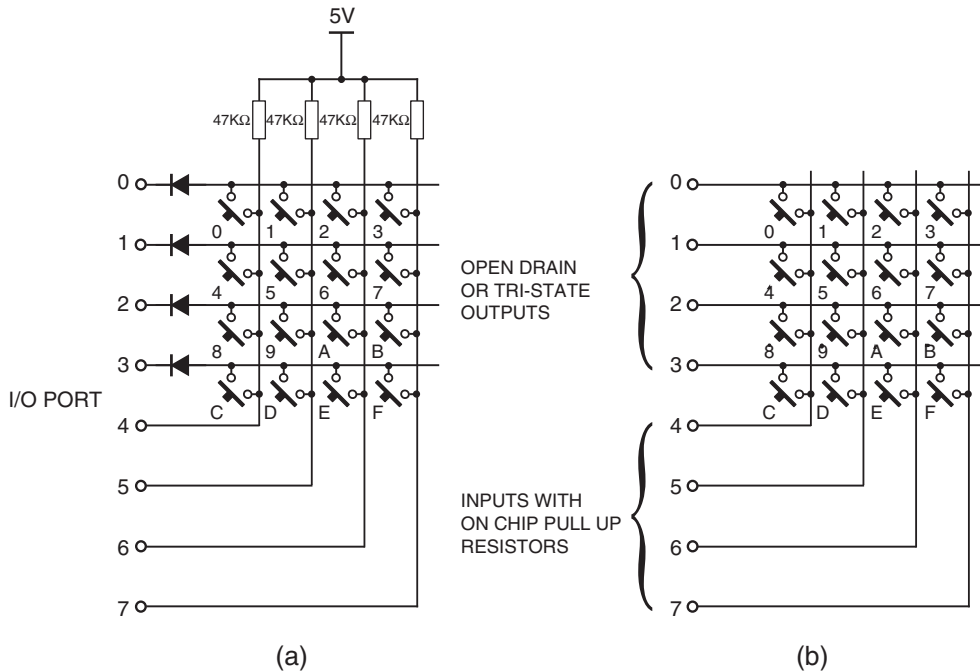 5V
47KΩ 47KΩ 47KΩ 47KΩ
0
0 1 2 3
1
4 5 6 7
2
8 9 A B
3
C D E F
I/O PORT
4
5
6
7
(a)
OPEN DRAIN
OR TRI-STATE
OUTPUTS
INPUTS WITH
ON CHIP PULL UP
RESISTORS
0
0 1 2 3
1
4 5 6 7
2
8 9 A B
3
C D E F
4
5
6
7
(b)